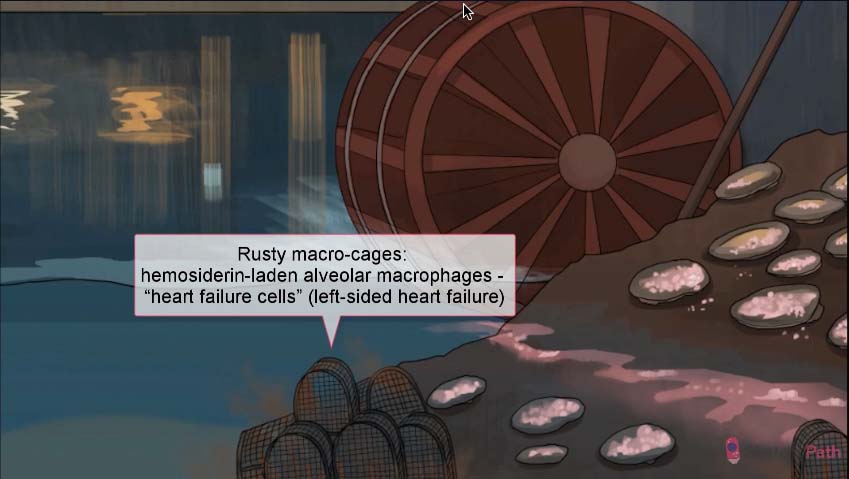 Rusty macro-cages:
hemosiderin-laden alveolar macrophages -
“heart failure cells” (left-sided heart failure)
Path